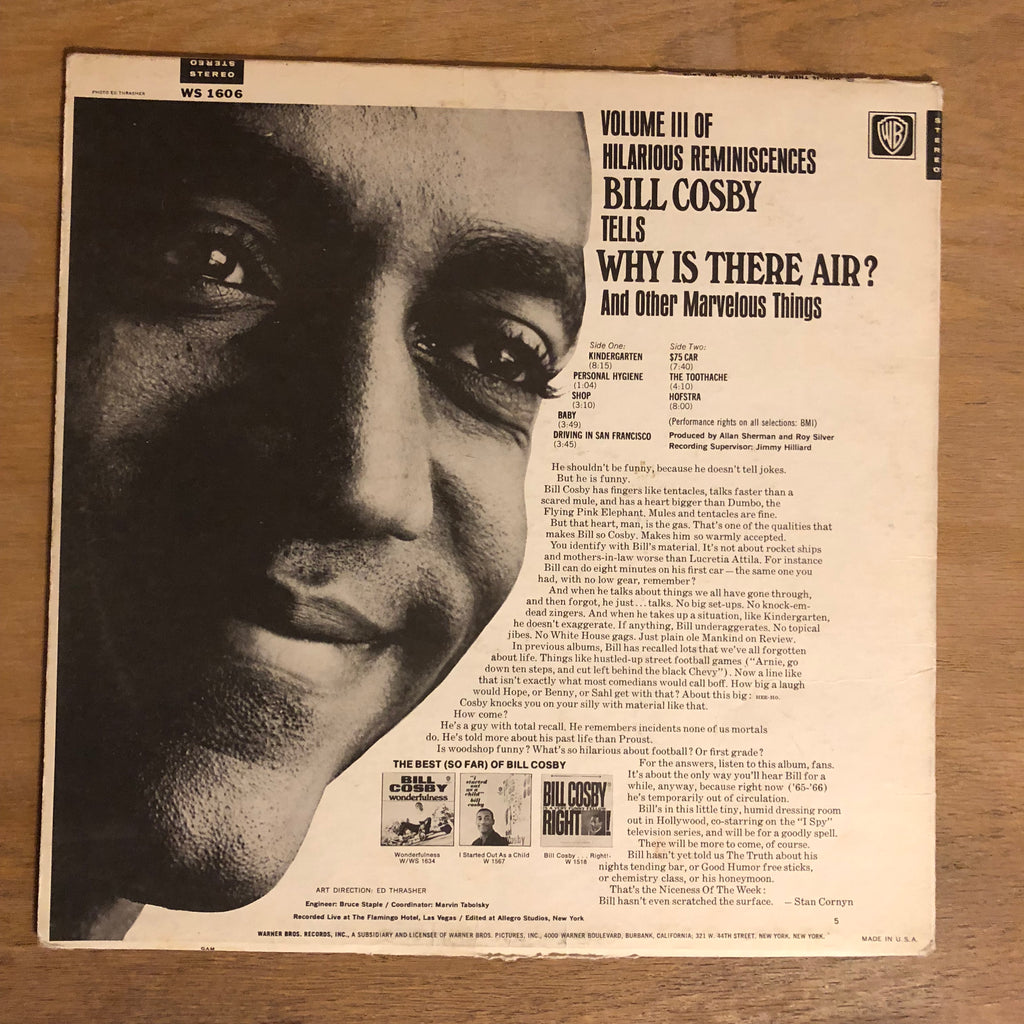 STEREO
STEREO
WS 1606
PHOTO ED THRASHER
STEREO
WB
VOLUME III OF
HILARIOUS REMINISCENCES
BILL COSBY
TELLS
WHY IS THERE AIR?
And Other Marvelous Things
Side One:
KINDERGARTEN
(8:15)
PERSONAL HYGIENE
(1:04)
SHOP
(3:10)
BABY
(3:49)
DRIVING IN SAN FRANCISCO
(3:45)
Side Two:
$75 CAR
(7:40)
THE TOOTHACHE
(4:10)
HOFSTRA
(8:00)
(Performance rights on all selections: BMI)
Produced by Allan Sherman and Roy Silver
Recording Supervisor: Jimmy Hilliard
He shouldn't be funny, because he doesn't tell jokes.
But he is funny.
Bill Cosby has fingers like tentacles, talks faster than a
scared mule, and has a heart bigger than Dumbo, the
Flying Pink Elephant. Mules and tentacles are fine.
But that heart, man, is the gas. That's one of the qualities that
makes Bill so Cosby. Makes him so warmly accepted.
You identify with Bill's material. It's not about rocket ships
and mothers-in-law worse than Lucretia Attila. For instance
Bill can do eight minutes on his first car — the same one you
had, with no low gear, remember?
And when he talks about things we all have gone through,
and then forgot, he just... talks. No big set-ups. No knock-em-
dead zingers. And when he takes up a situation, like Kindergarten,
he doesn't exaggerate. If anything, Bill underaggerates. No topical
jibes. No White House gags. Just plain ole Mankind on Review.
In previous albums, Bill has recalled lots that we've all forgotten
about life. Things like hustled-up street football games ("Arnie, go
down ten steps, and cut left behind the black Chevy"). Now a line like
that isn't exactly what most comedians would call boff. How big a laugh
would Hope, or Benny, or Sahl get with that? About this big: HEE-HO.
Cosby knocks you on your silly with material like that.
How come?
He's a guy with total recall. He remembers incidents none of us mortals
do. He's told more about his past life than Proust.
Is woodshop funny? What's so hilarious about football? Or first grade?
For the answers, listen to this album, fans.
It's about the only way you'll hear Bill for a
while, anyway, because right now ('65-'66)
he's temporarily out of circulation.
Bill's in this little tiny, humid dressing room
out in Hollywood, co-starring on the "I Spy"
television series, and will be for a goodly spell.
There will be more to come, of course.
Bill hasn't yet told us The Truth about his
nights tending bar, or Good Humor free sticks,
or chemistry class, or his honeymoon.
That's the Niceness Of The Week:
Bill hasn't even scratched the surface. — Stan Cornyn
THE BEST (SO FAR) OF BILL COSBY
BILL
COSBY
wonderfulness
Wonderfulness
W/WS 1634
"i
started
out
as a
child"
bill
cosby
I Started Out As a Child
W 1567
BILL COSBY
RIGHT!
Bill Cosby . . . Right!
W 1518
ART DIRECTION: ED THRASHER
Engineer: Bruce Staple / Coordinator: Marvin Tabolsky
Recorded Live at The Flamingo Hotel, Las Vegas / Edited at Allegro Studios, New York
5
WARNER BROS. RECORDS, INC., A SUBSIDIARY AND LICENSEE OF WARNER BROS. PICTURES, INC., 4000 WARNER BOULEVARD, BURBANK, CALIFORNIA; 321 W. 44TH STREET, NEW YORK, NEW YORK.
MADE IN U.S.A.